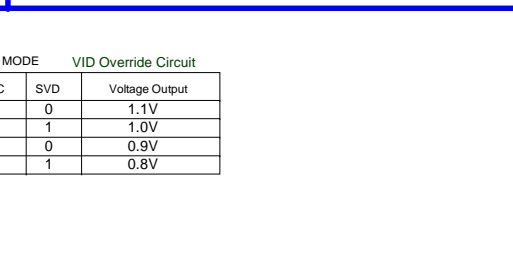 MODE VID Override Circuit
C SVD Voltage Output
0 1.1V
1 1.0V
0 0.9V
1 0.8V